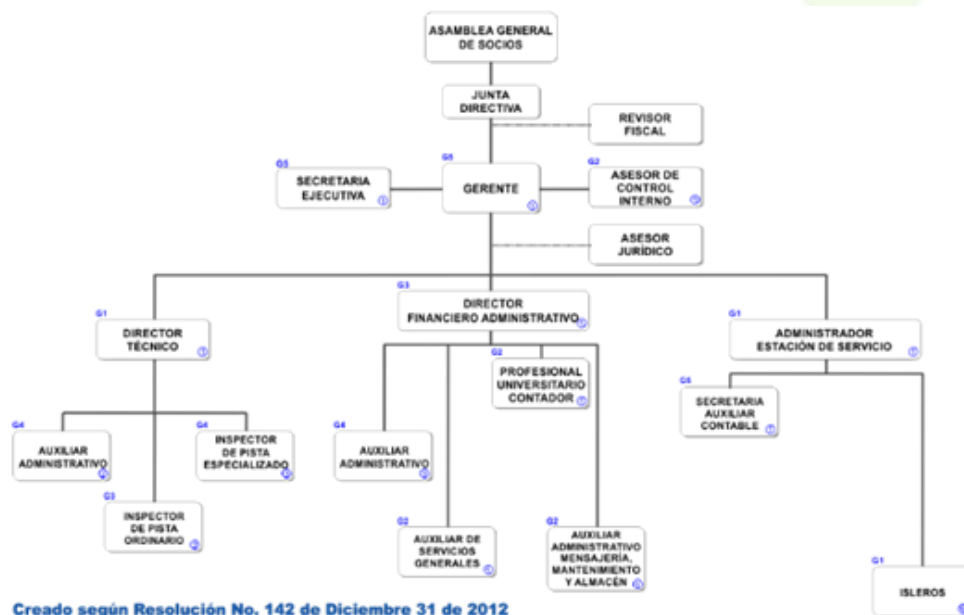 ASAMBLEA GENERAL
DE SOCIOS
JUNTA
DIRECTIVA
REVISOR
FISCAL
G5
SECRETARIA
EJECUTIVA
GERENTE
G2
ASESOR DE
CONTROL
INTERNO
ASESOR
JURÍDICO
G1
DIRECTOR
TÉCNICO
G3
DIRECTOR
FINANCIERO ADMINISTRATIVO
G1
ADMINISTRADOR
ESTACIÓN DE SERVICIO
G4
AUXILIAR
ADMINISTRATIVO
G4
INSPECTOR
DE PISTA
ESPECIALIZADO
G3
INSPECTOR
DE PISTA
ORDINARIO
G4
AUXILIAR
ADMINISTRATIVO
G2
PROFESIONAL
UNIVERSITARIO
CONTADOR
G2
AUXILIAR DE
SERVICIOS
GENERALES
G2
AUXILIAR
ADMINISTRATIVO
MENSAJERÍA,
MANTENIMIENTO
Y ALMACÉN
SECRETARIA
AUXILIAR
CONTABLE
G1
ISLEROS
Creado según Resolución No. 142 de Diciembre 31 de 2012